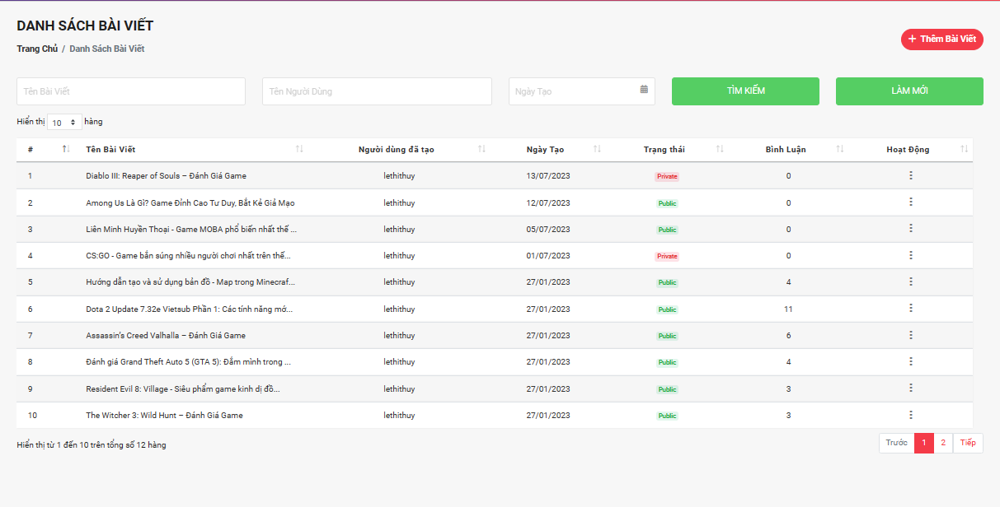 DANH SÁCH BÀI VIẾT
Trang Chủ / Danh Sách Bài Viết
+ Thêm Bài Viết
Tên Bài Viết Tên Người Dùng Ngày Tạo TÌM KIẾM LÀM MỚI
Hiển thị 10 hàng
# Tên Bài Viết Người dùng đã tạo Ngày Tạo Trạng thái Bình Luận Hoạt Động
1 Diablo III: Reaper of Souls – Đánh Giá Game lethithuy 13/07/2023 Private 0
2 Among Us Là Gì? Game Đỉnh Cao Tư Duy, Bắt Kẻ Giả Mạo lethithuy 12/07/2023 Public 0
3 Liên Minh Huyền Thoại - Game MOBA phổ biến nhất thế ... lethithuy 05/07/2023 Public 0
4 CS:GO - Game bắn súng nhiều người chơi nhất trên thế... lethithuy 01/07/2023 Private 0
5 Hướng dẫn tạo và sử dụng bản đồ - Map trong Minecraf... lethithuy 27/01/2023 Public 4
6 Dota 2 Update 7.32e Vietsub Phần 1: Các tính năng mớ... lethithuy 27/01/2023 Public 11
7 Assassin's Creed Valhalla – Đánh Giá Game lethithuy 27/01/2023 Public 6
8 Đánh giá Grand Theft Auto 5 (GTA 5): Đắm mình trong ... lethithuy 27/01/2023 Public 4
9 Resident Evil 8: Village - Siêu phẩm game kinh dị đồ... lethithuy 27/01/2023 Public 3
10 The Witcher 3: Wild Hunt – Đánh Giá Game lethithuy 27/01/2023 Public 3
Hiển thị từ 1 đến 10 trên tổng số 12 hàng
Trước 1 2 Tiếp